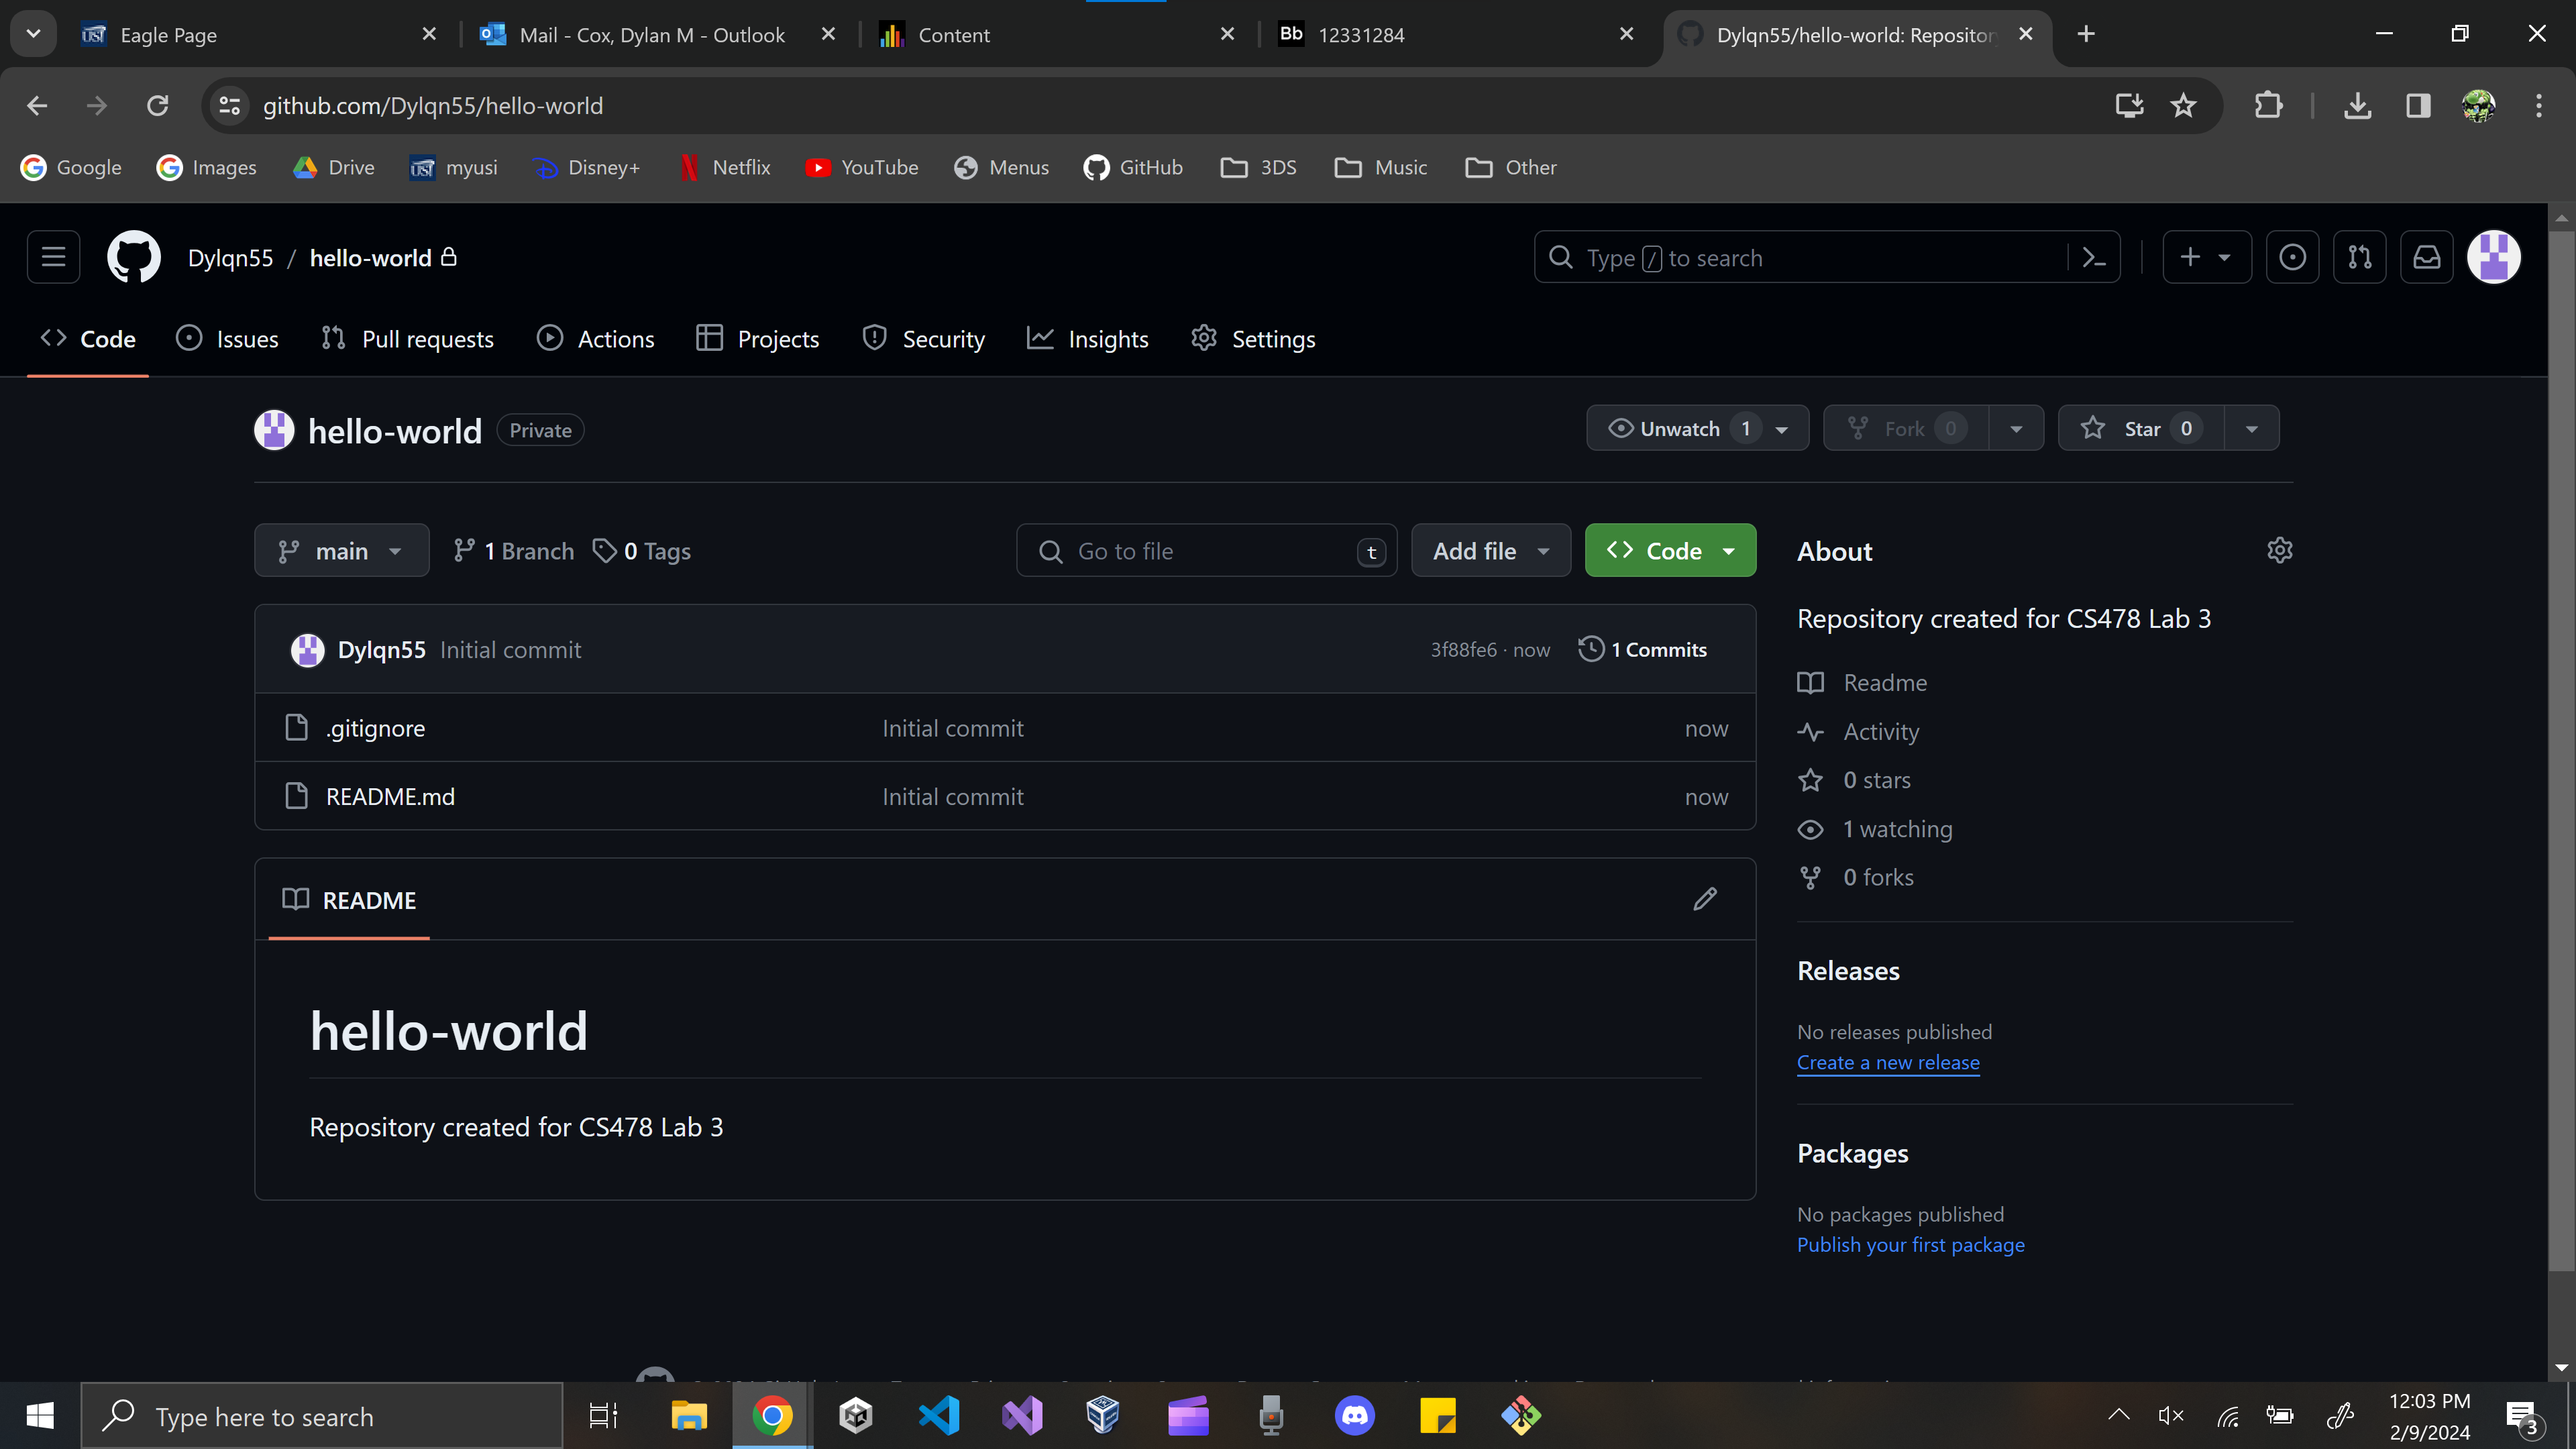 Eagle Page
Mail - Cox, Dylan M - Outlook
Content
Bb 12331284
Dylqn55/hello-world: Repository
github.com/Dylqn55/hello-world
Google Images Drive myusi Disney+ Netflix YouTube Menus GitHub 3DS Music Other
Dylqn55 / hello-world
Type / to search
Code Issues Pull requests Actions Projects Security Insights Settings
hello-world Private
Unwatch 1 Fork 0 Star 0
main 1 Branch 0 Tags
Go to file t
Add file
Code
Dylqn55 Initial commit 3f88fe6 · now 1 Commits
.gitignore Initial commit now
README.md Initial commit now
README
hello-world
Repository created for CS478 Lab 3
About
Repository created for CS478 Lab 3
Readme
Activity
0 stars
1 watching
0 forks
Releases
No releases published
Create a new release
Packages
No packages published
Publish your first package
Type here to search
12:03 PM
2/9/2024
3